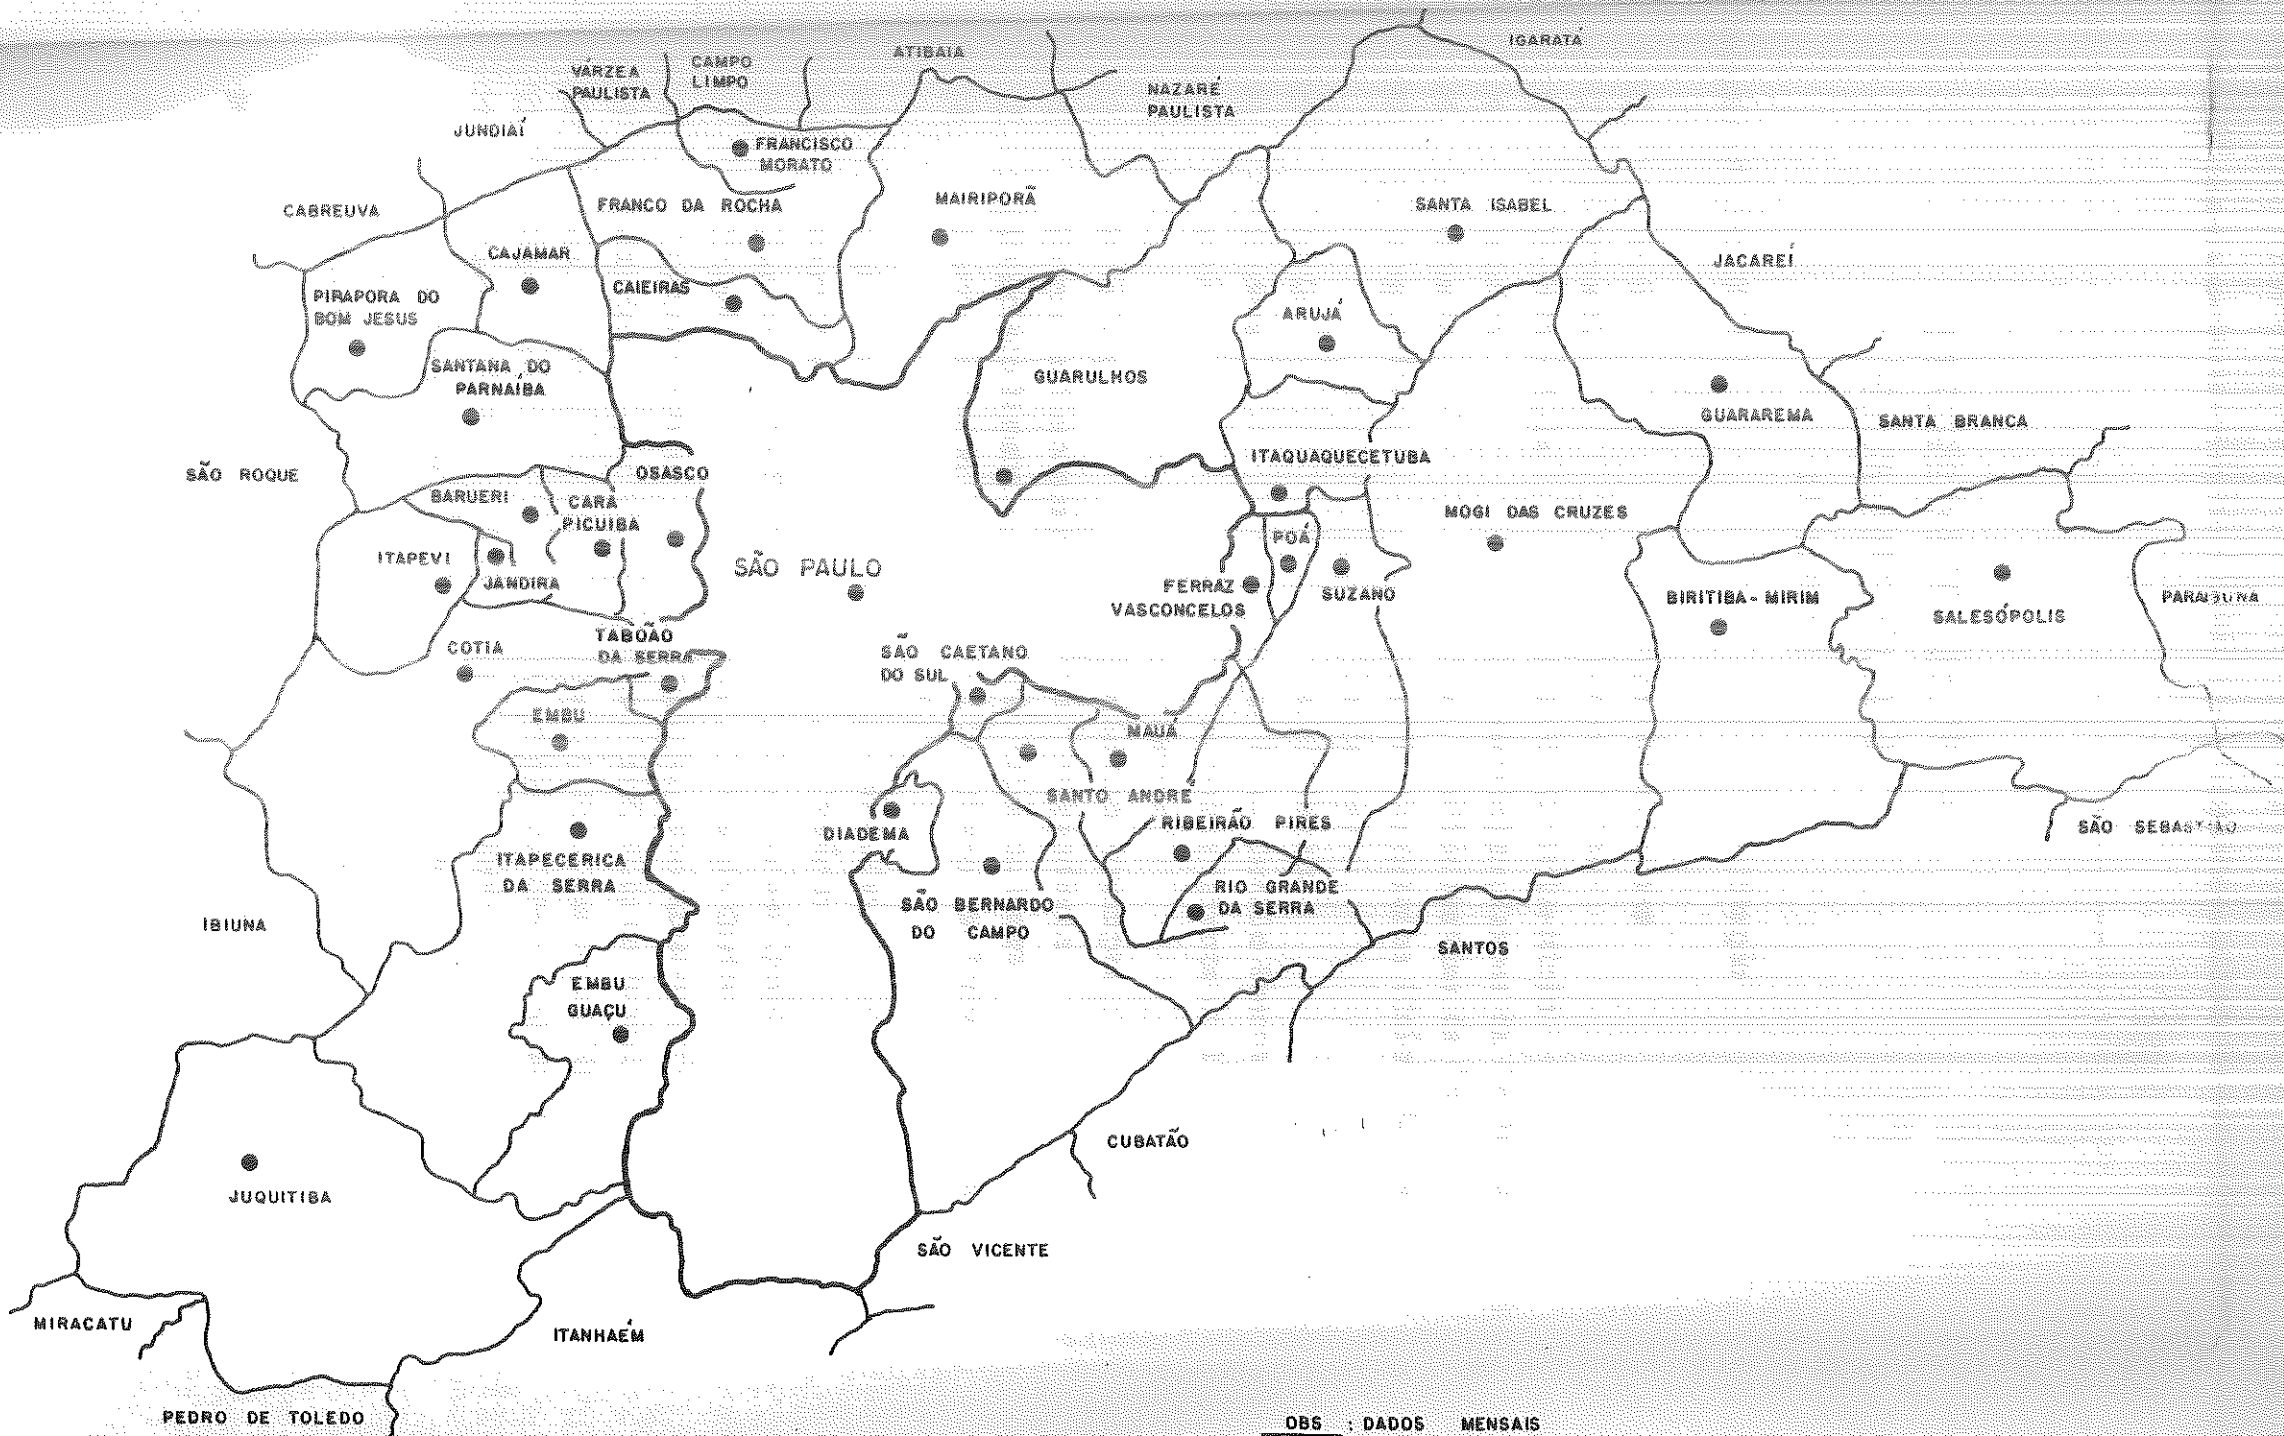 IGARATÁ
ATIBAIA
CAMPO
LIMPO
VÁRZEA
PAULISTA
NAZARÉ
PAULISTA
JUNDIAÍ
FRANCISCO
MORATO
CABREUVA
FRANCO DA ROCHA
MAIRIPORÃ
SANTA ISABEL
CAJAMAR
JACAREÍ
CAIEIRAS
PIRAPORA DO
BOM JESUS
ARUJÁ
SANTANA DO
PARNAÍBA
GUARULHOS
GUARAREMA
SANTA BRANCA
SÃO ROQUE
OSASCO
ITAQUAQUECETUBA
BARUERI
CARA
PICUIBA
MOGI DAS CRUZES
POÁ
ITAPEVI
JANDIRA
SÃO PAULO
FERRAZ
VASCONCELOS
SUZANO
BIRITIBA-MIRIM
SALESÓPOLIS
PARAIBUNA
TABOÃO
DA SERRA
COTIA
SÃO CAETANO
DO SUL
EMBU
MAUÁ
SANTO ANDRÉ
DIADEMA
RIBEIRÃO PIRES
SÃO SEBASTIÃO
ITAPECERICA
DA SERRA
RIO GRANDE
DA SERRA
SÃO BERNARDO
DO CAMPO
IBIUNA
SANTOS
EMBU
GUAÇU
CUBATÃO
JUQUITIBA
SÃO VICENTE
MIRACATU
ITANHAÉM
PEDRO DE TOLEDO
OBS : DADOS MENSAIS